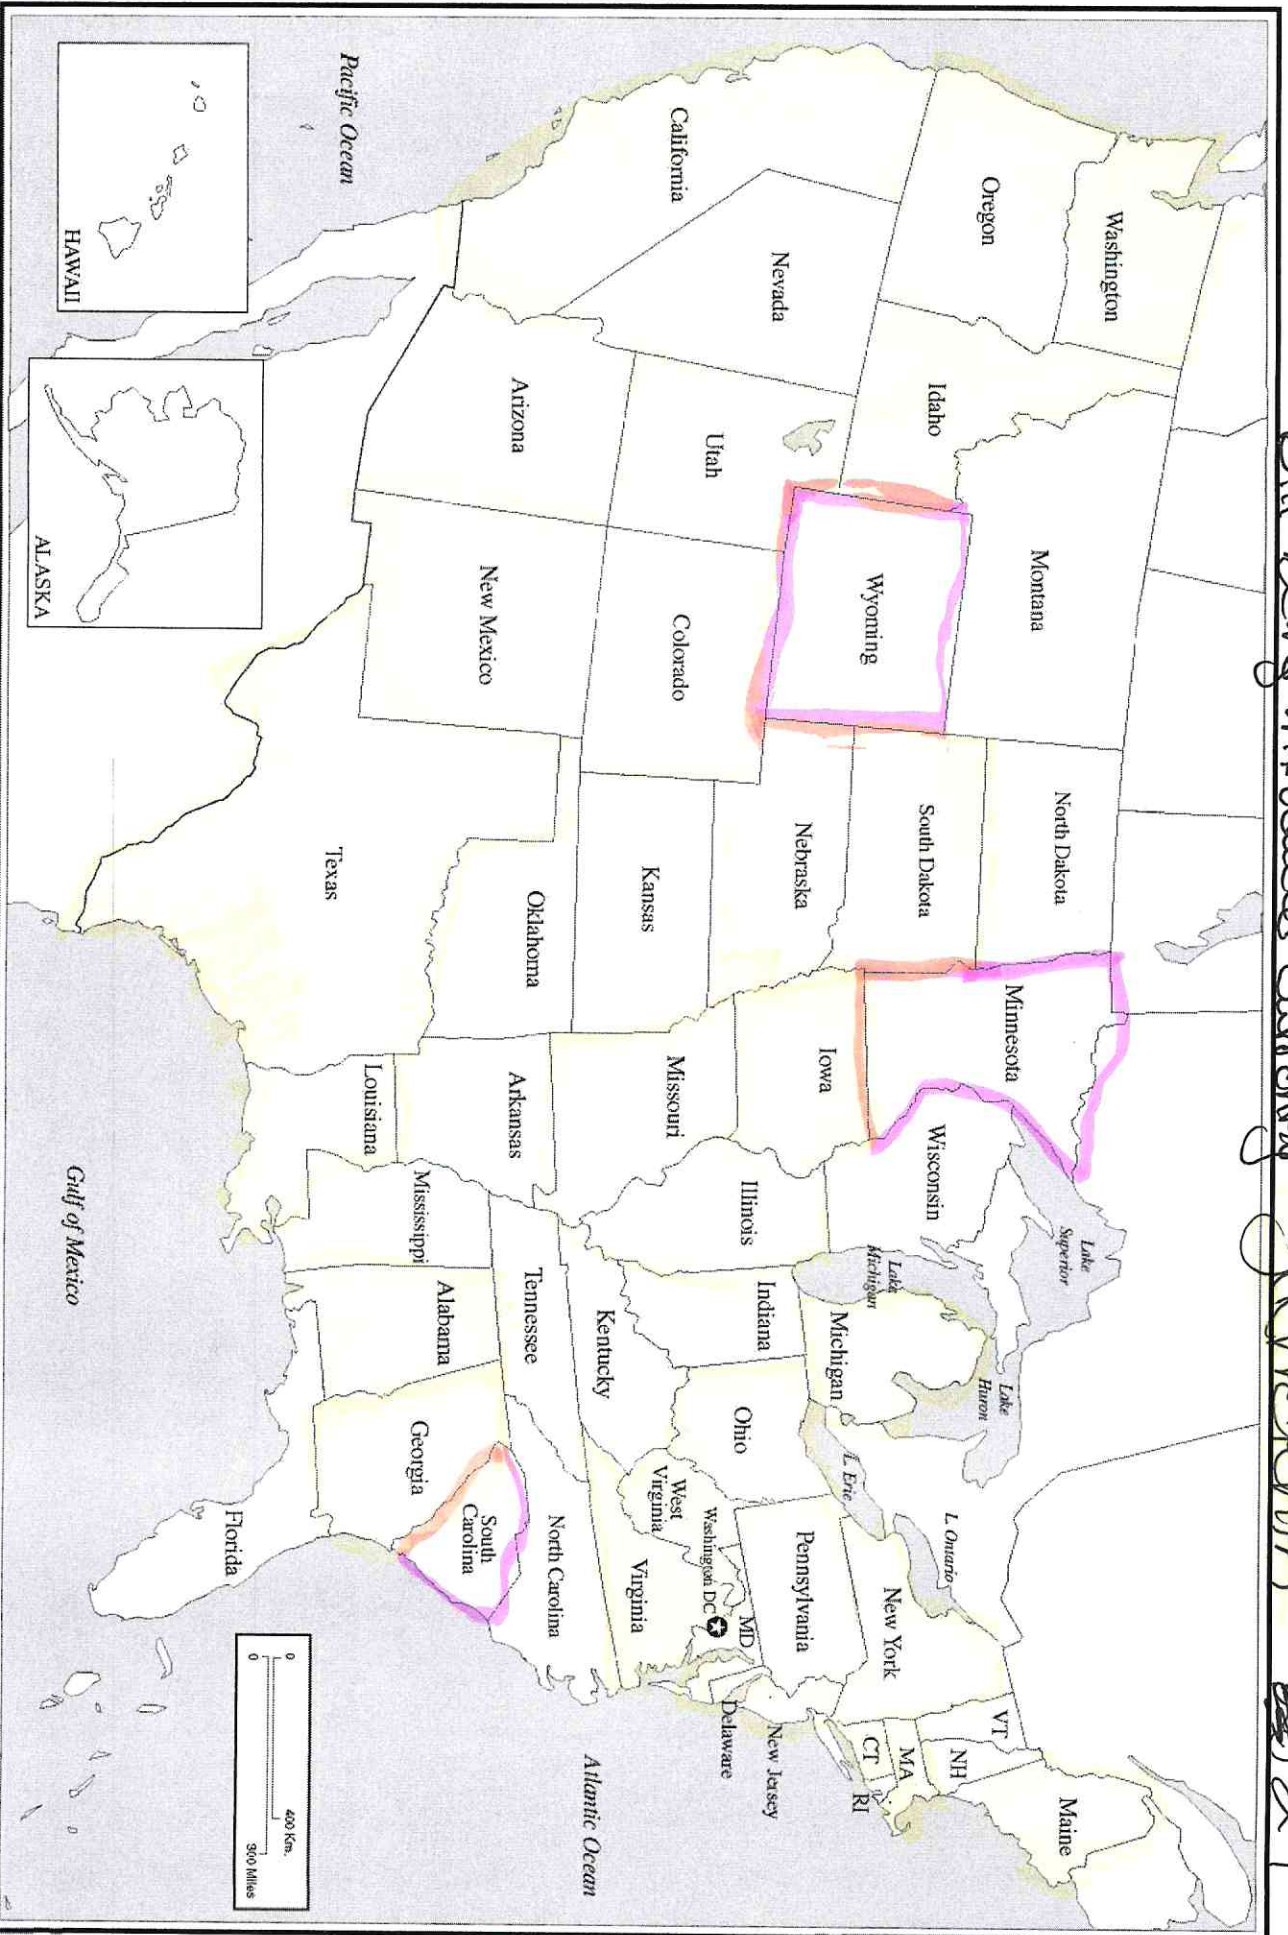 Washington
Oregon
California
Nevada
Idaho
Montana
Wyoming
Utah
Arizona
Colorado
New Mexico
North Dakota
South Dakota
Nebraska
Kansas
Oklahoma
Texas
Minnesota
Iowa
Missouri
Arkansas
Louisiana
Wisconsin
Illinois
Mississippi
Michigan
Indiana
Kentucky
Tennessee
Alabama
Ohio
West
Virginia
Virginia
North Carolina
South
Carolina
Georgia
Florida
Pennsylvania
New York
VT
NH
MA
CT
RI
Maine
New Jersey
Delaware
MD
Washington DC
Lake
Superior
Lake
Michigan
Lake
Huron
L. Erie
L. Ontario
Pacific Ocean
Gulf of Mexico
Atlantic Ocean
HAWAII
ALASKA
0 400 Km.
0 300 Miles